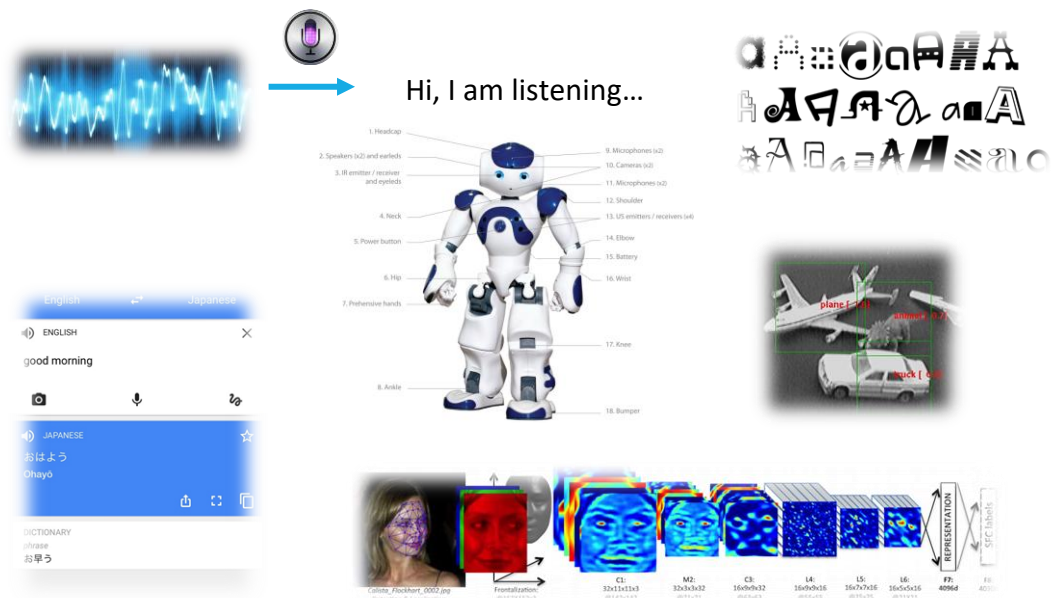 Hi, I am listening…
1. Headcap
2. Speakers (x2) and earleds
3. IR emitter / receiver
and eyeleds
4. Neck
5. Power button
6. Hip
7. Prehensive hands
8. Ankle
9. Microphones (x2)
10. Cameras (x2)
11. Microphones (x2)
12. Shoulder
13. US emitters / receivers (x4)
14. Elbow
15. Battery
16. Wrist
17. Knee
18. Bumper
English Japanese
ENGLISH
good morning
JAPANESE
おはよう
Ohayō
DICTIONARY
phrase
お早う
plane [
truck [
Calista_Flockhart_0002.jpg
Frontalization:
C1:
32x11x11x3
M2:
32x3x3x32
C3:
16x9x9x32
L4:
16x9x9x16
L5:
16x7x7x16
L6:
16x5x5x16
F7:
4096d
REPRESENTATION
SFC labels